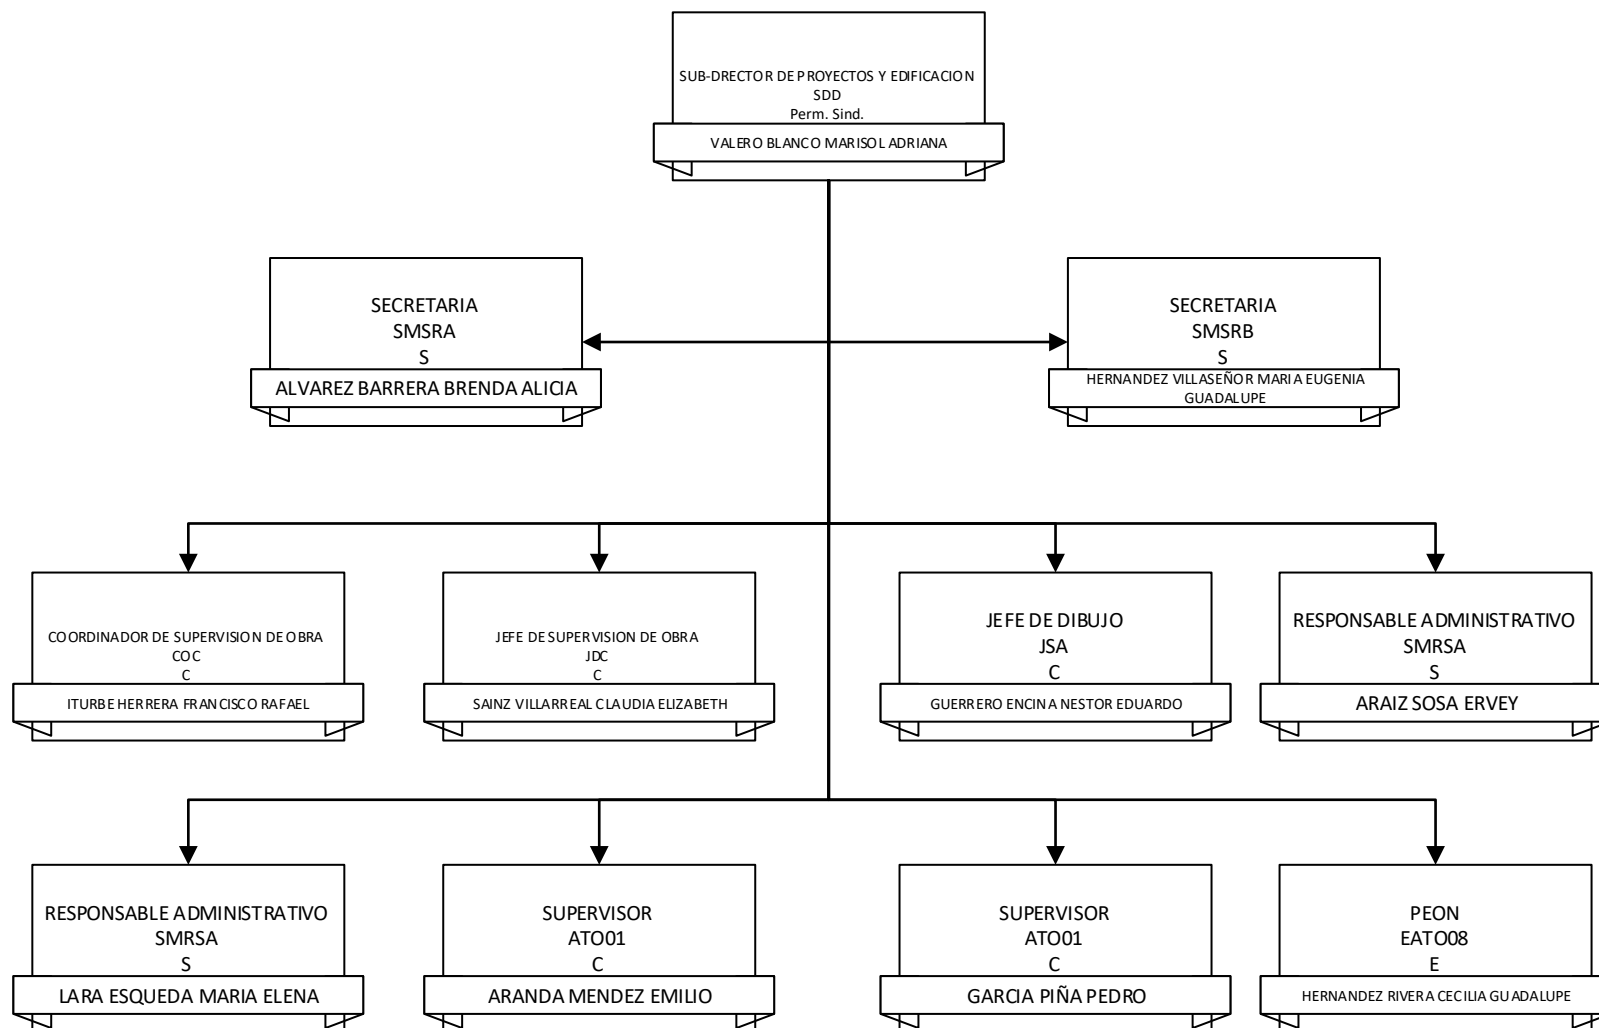 SUB-DRECTOR DE PROYECTOS Y EDIFICACION
SDD
Perm. Sind.
VALERO BLANCO MARISOL ADRIANA
SECRETARIA
SMSRA
S
ALVAREZ BARRERA BRENDA ALICIA
SECRETARIA
SMSRB
S
HERNANDEZ VILLASEÑOR MARIA EUGENIA
GUADALUPE
COORDINADOR DE SUPERVISION DE OBRA
COC
C
ITURBE HERRERA FRANCISCO RAFAEL
JEFE DE SUPERVISION DE OBRA
JDC
C
SAINZ VILLARREAL CLAUDIA ELIZABETH
JEFE DE DIBUJO
JSA
C
GUERRERO ENCINA NESTOR EDUARDO
RESPONSABLE ADMINISTRATIVO
SMRSA
S
ARAIZ SOSA ERVEY
RESPONSABLE ADMINISTRATIVO
SMRSA
S
LARA ESQUEDA MARIA ELENA
SUPERVISOR
ATO01
C
ARANDA MENDEZ EMILIO
SUPERVISOR
ATO01
C
GARCIA PIÑA PEDRO
PEON
EATO08
E
HERNANDEZ RIVERA CECILIA GUADALUPE